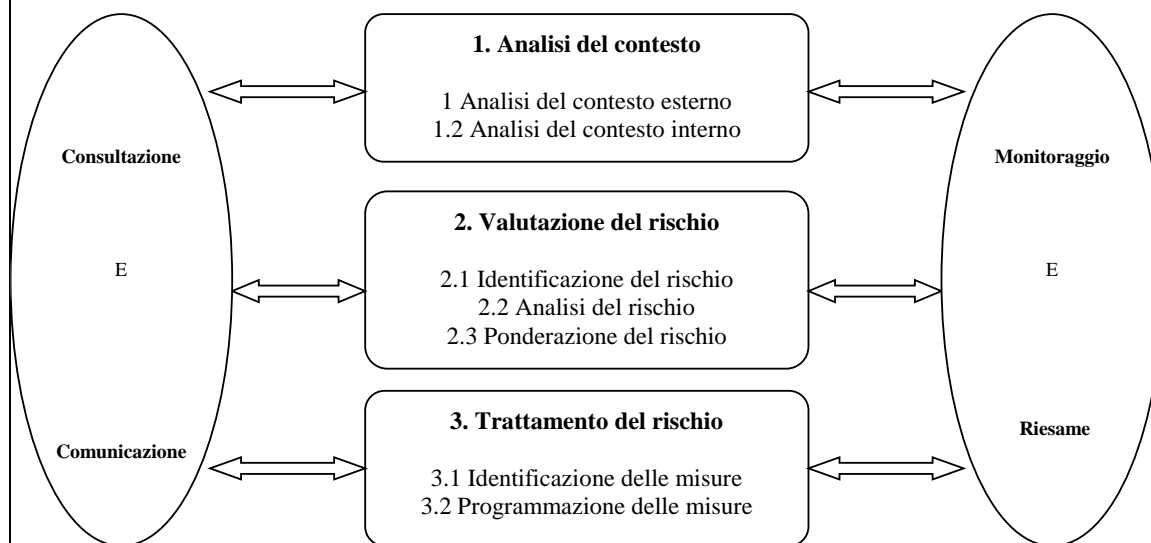 Consultazione
E
Comunicazione
1. Analisi del contesto
1 Analisi del contesto esterno
1.2 Analisi del contesto interno
2. Valutazione del rischio
2.1 Identificazione del rischio
2.2 Analisi del rischio
2.3 Ponderazione del rischio
3. Trattamento del rischio
3.1 Identificazione delle misure
3.2 Programmazione delle misure
Monitoraggio
E
Riesame